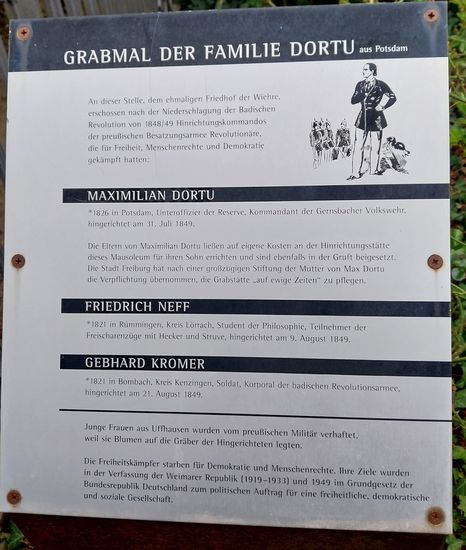 GRABMAL DER FAMILIE DORTU aus Potsdam
An dieser Stelle, dem ehemaligen Friedhof der Wiehre,
erschossen nach der Niederschlagung der Badischen
Revolution von 1848/49 Hinrichtungskommandos
der preußischen Besatzungsarmee Revolutionäre,
die für Freiheit, Menschenrechte und Demokratie
gekämpft hatten:
MAXIMILIAN DORTU
*1826 in Potsdam, Unteroffizier der Reserve, Kommandant der Gernsbacher Volkswehr,
hingerichtet am 31. Juli 1849.
Die Eltern von Maximilian Dortu ließen auf eigene Kosten an der Hinrichtungsstätte
dieses Mausoleum für ihren Sohn errichten und sind ebenfalls in der Gruft beigesetzt.
Die Stadt Freiburg hat nach einer großzügigen Stiftung der Mutter von Max Dortu
die Verpflichtung übernommen, die Grabstätte „auf ewige Zeiten" zu pflegen.
FRIEDRICH NEFF
*1821 in Rümmingen, Kreis Lörrach, Student der Philosophie, Teilnehmer der
Freischarenzüge mit Hecker und Struve, hingerichtet am 9. August 1849.
GEBHARD KROMER
*1821 in Bombach, Kreis Kenzingen, Soldat, Korporal der badischen Revolutionsarmee,
hingerichtet am 21. August 1849.
Junge Frauen aus Uffhausen wurden vom preußischen Militär verhaftet,
weil sie Blumen auf die Gräber der Hingerichteten legten.
Die Freiheitskämpfer starben für Demokratie und Menschenrechte. Ihre Ziele wurden
in der Verfassung der Weimarer Republik (1919–1933) und 1949 im Grundgesetz der
Bundesrepublik Deutschland zum politischen Auftrag für eine freiheitliche, demokratische
und soziale Gesellschaft.